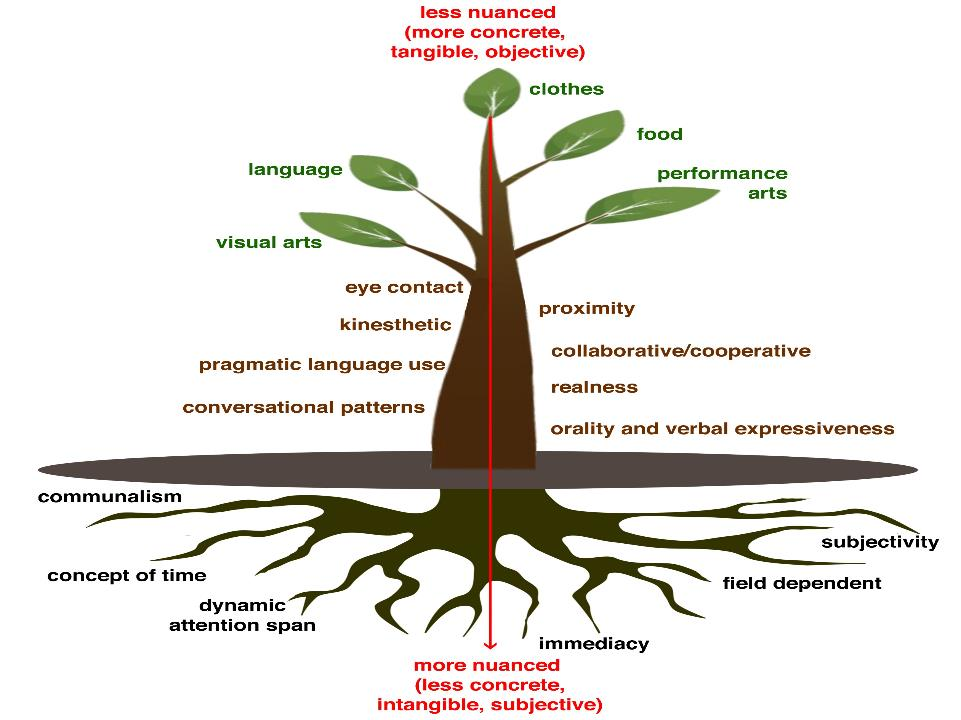 less nuanced
(more concrete,
tangible, objective)
clothes
food
language
performance
arts
visual arts
eye contact
proximity
kinesthetic
collaborative/cooperative
pragmatic language use
realness
conversational patterns
orality and verbal expressiveness
communalism
subjectivity
concept of time
field dependent
dynamic
attention span
immediacy
more nuanced
(less concrete,
intangible, subjective)